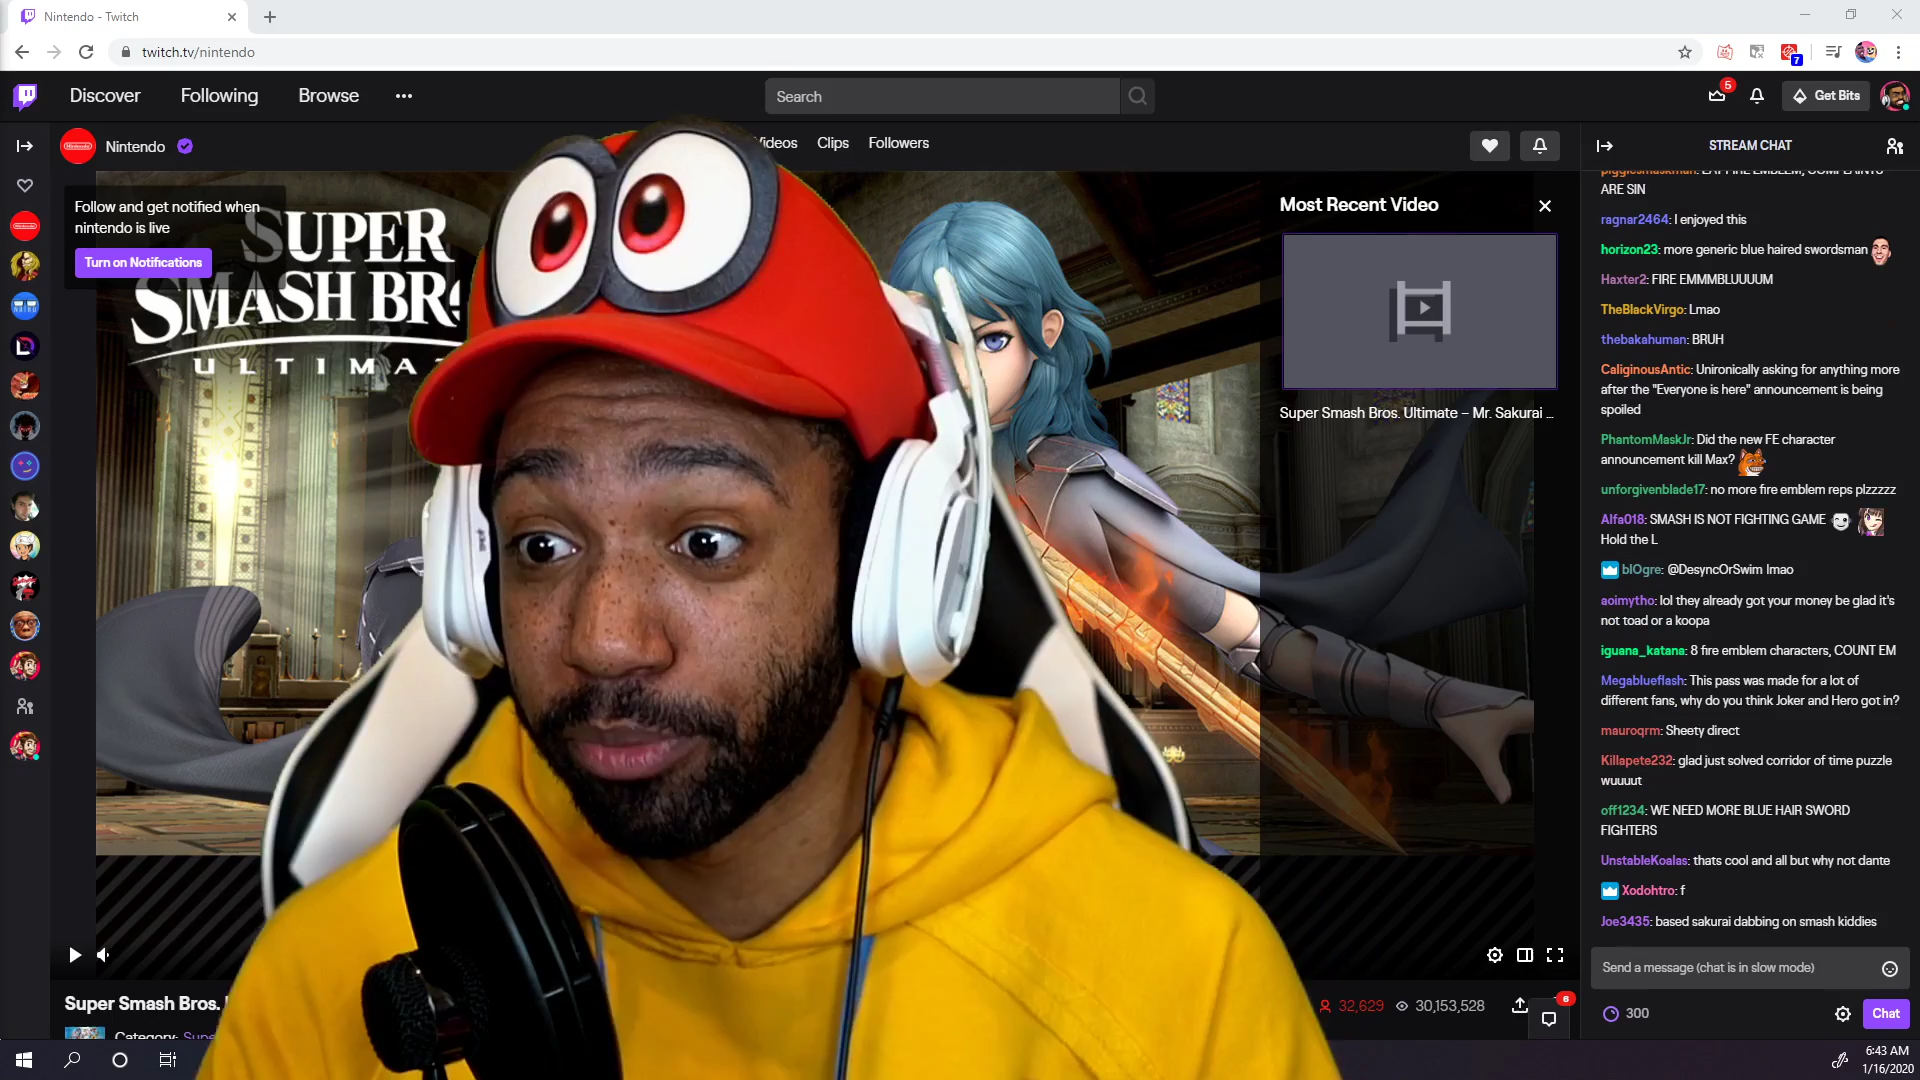 Nintendo - Twitch
twitch.tv/nintendo
7
Discover
Following
Browse
Search
5
Get Bits
Nintendo
Videos
Clips
Followers
STREAM CHAT
Follow and get notified when
nintendo is live
Turn on Notifications
SUPER
SMASH BR
ULTIMA
Most Recent Video
Super Smash Bros. Ultimate – Mr. Sakurai ...
ARE SIN
ragnar2464: I enjoyed this
horizon23: more generic blue haired swordsman
Haxter2: FIRE EMMMBLUUUUM
TheBlackVirgo: Lmao
thebakahuman: BRUH
CaliginousAntic: Unironically asking for anything more
after the "Everyone is here" announcement is being
spoiled
PhantomMaskJr: Did the new FE character
announcement kill Max?
unforgivenblade17: no more fire emblem reps plzzzzz
Alfa018: SMASH IS NOT FIGHTING GAME
Hold the L
blOgre: @DesyncOrSwim lmao
aoimytho: lol they already got your money be glad it's
not toad or a koopa
iguana_katana: 8 fire emblem characters, COUNT EM
Megablueflash: This pass was made for a lot of
different fans, why do you think Joker and Hero got in?
mauroqrm: Sheety direct
Killapete232: glad just solved corridor of time puzzle
wuuuut
off1234: WE NEED MORE BLUE HAIR SWORD
FIGHTERS
UnstableKoalas: thats cool and all but why not dante
Xodohtro: f
Joe3435: based sakurai dabbing on smash kiddies
Send a message (chat is in slow mode)
300
Chat
Super Smash Bros.
32,629
30,153,528
6
Category: Supe
6:43 AM
1/16/2020